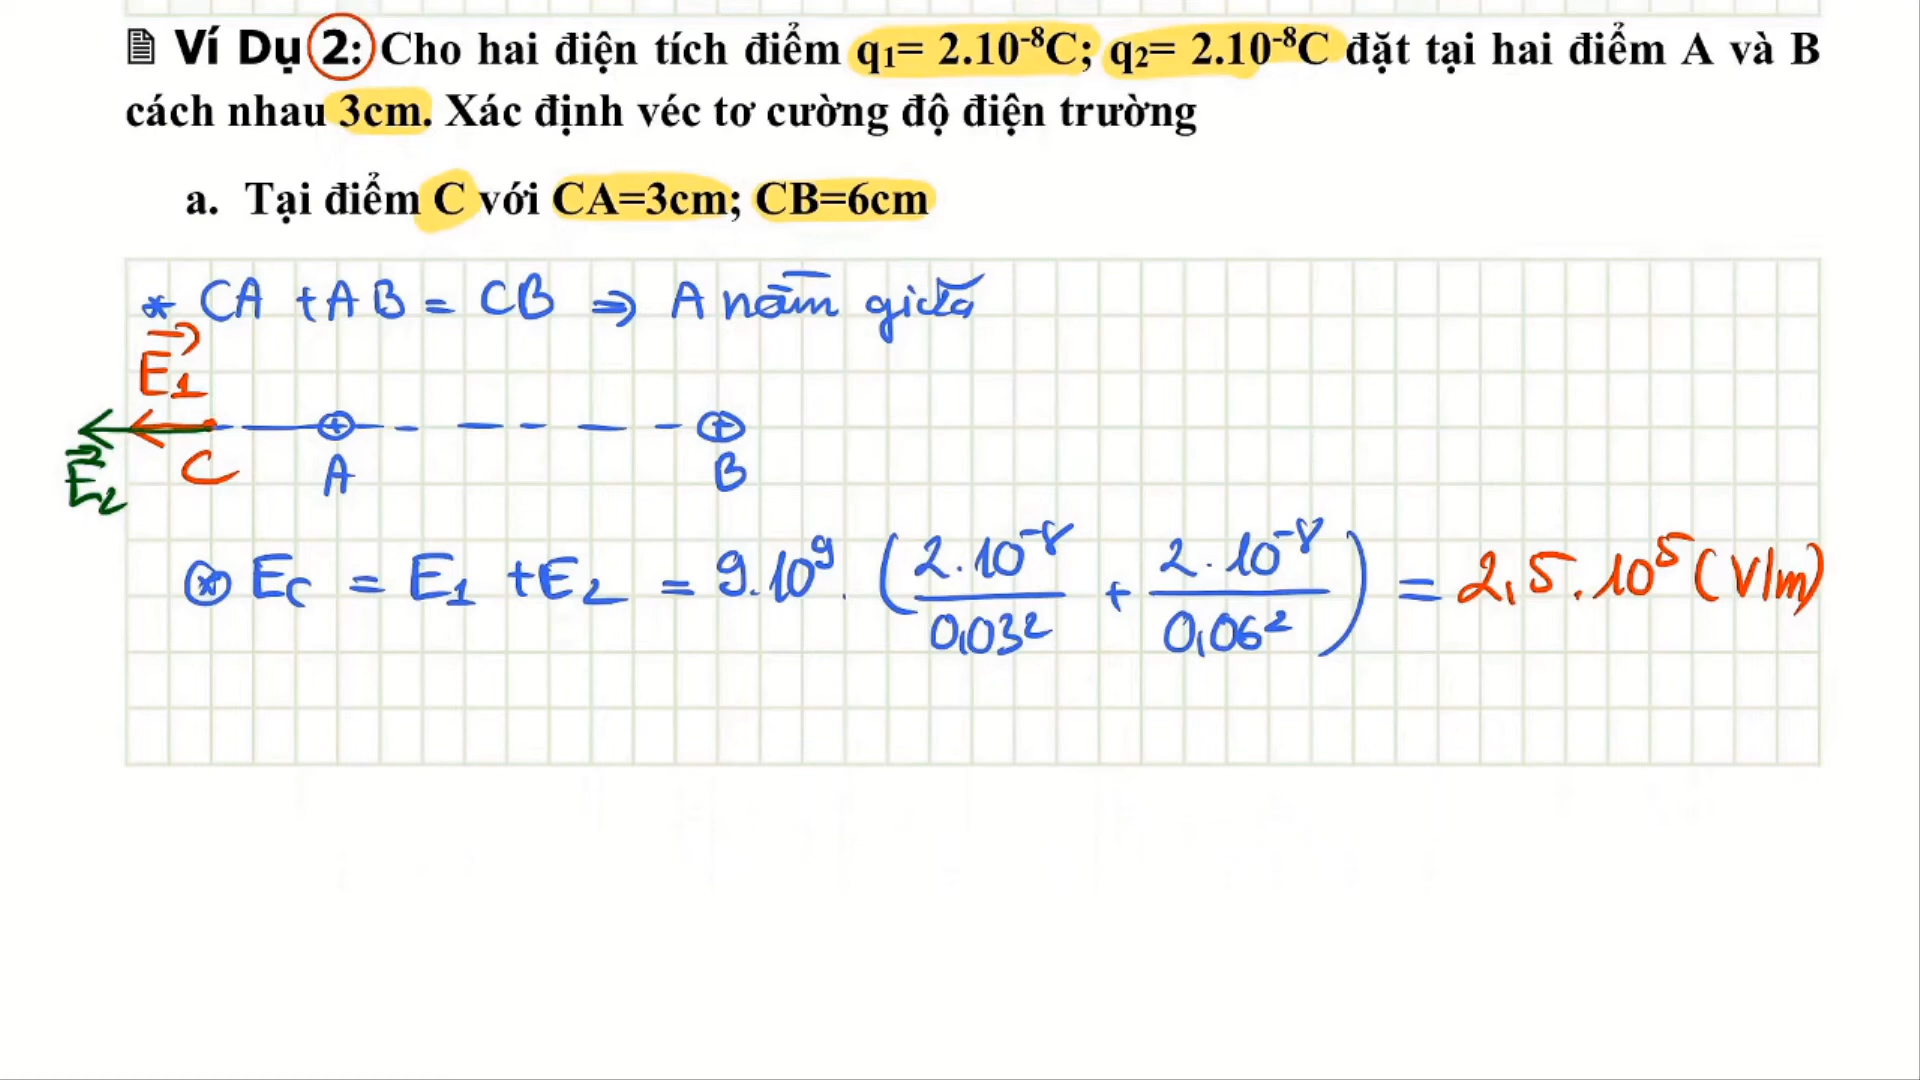 Ví Dụ 2: Cho hai điện tích điểm q₁= 2.10⁻⁸C; q₂= 2.10⁻⁸C đặt tại hai điểm A và B
cách nhau 3cm. Xác định véc tơ cường độ điện trường
a. Tại điểm C với CA=3cm; CB=6cm
* CA + AB = CB ⇒ A nằm giữa
E₁
+ +
C A B
E₂
⊛ E_C = E₁ + E₂ = 9.10⁹ . (2.10⁻⁸/0,03² + 2.10⁻⁸/0,06²) = 2,5.10⁵ (V/m)